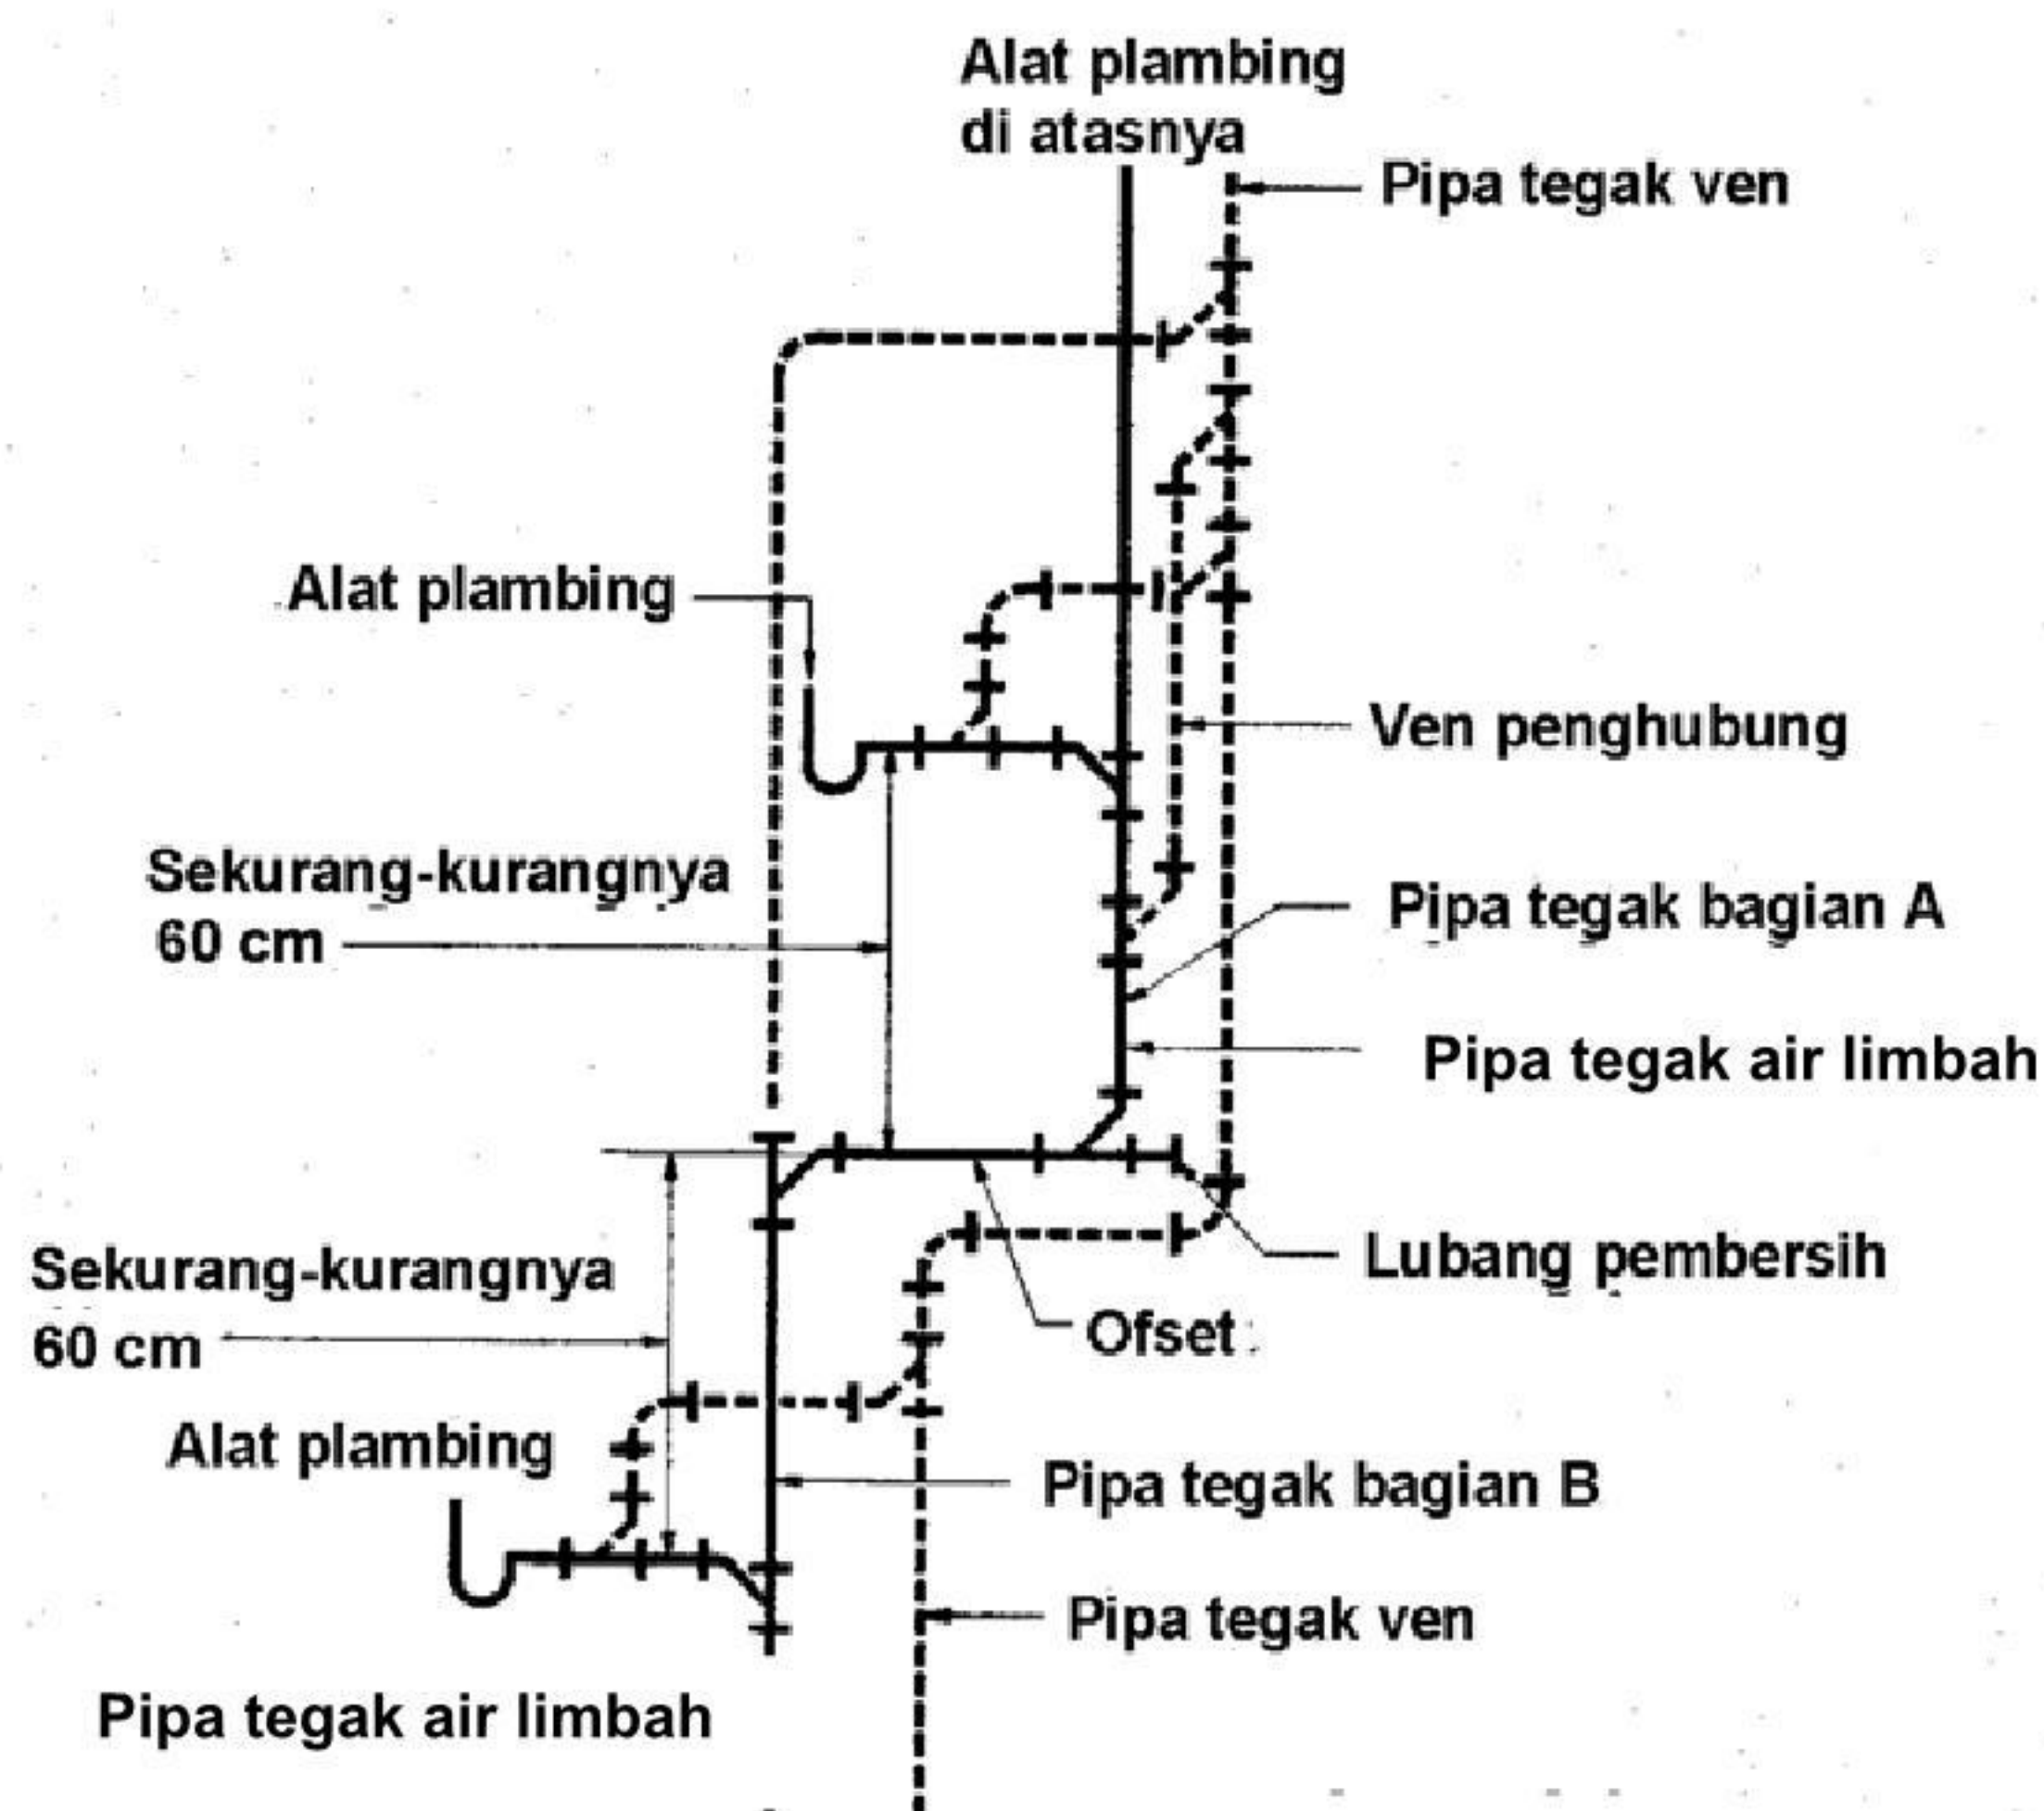 Alat plambing
di atasnya
Pipa tegak ven
Alat plambing
Ven penghubung
Sekurang-kurangnya
60 cm
Pipa tegak bagian A
Pipa tegak air limbah
Lubang pembersih
Sekurang-kurangnya
60 cm
Ofset
Alat plambing
Pipa tegak bagian B
Pipa tegak ven
Pipa tegak air limbah